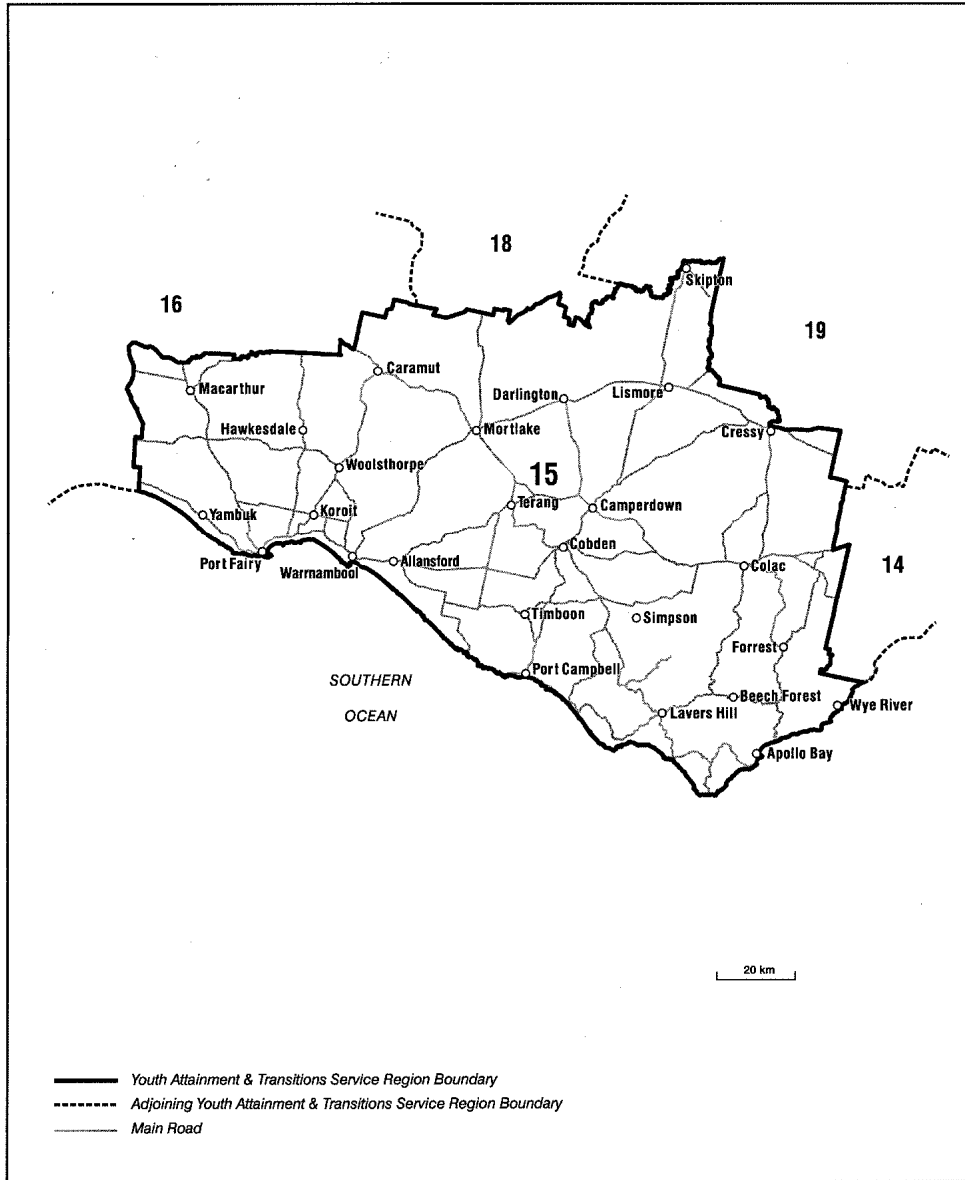 18
16
Skipton
19
Caramut
Macarthur
Darlington
Lismore
Hawkesdale
Mortlake
Cressy
Woolsthorpe
15
Terang
Camperdown
Yambuk
Koroit
Cobden
Port Fairy
Warrnambool
Allansford
Colac
14
Timboon
Simpson
Forrest
Port Campbell
SOUTHERN
OCEAN
Beech Forest
Lavers Hill
Wye River
Apollo Bay
20 km
Youth Attainment & Transitions Service Region Boundary
Adjoining Youth Attainment & Transitions Service Region Boundary
Main Road